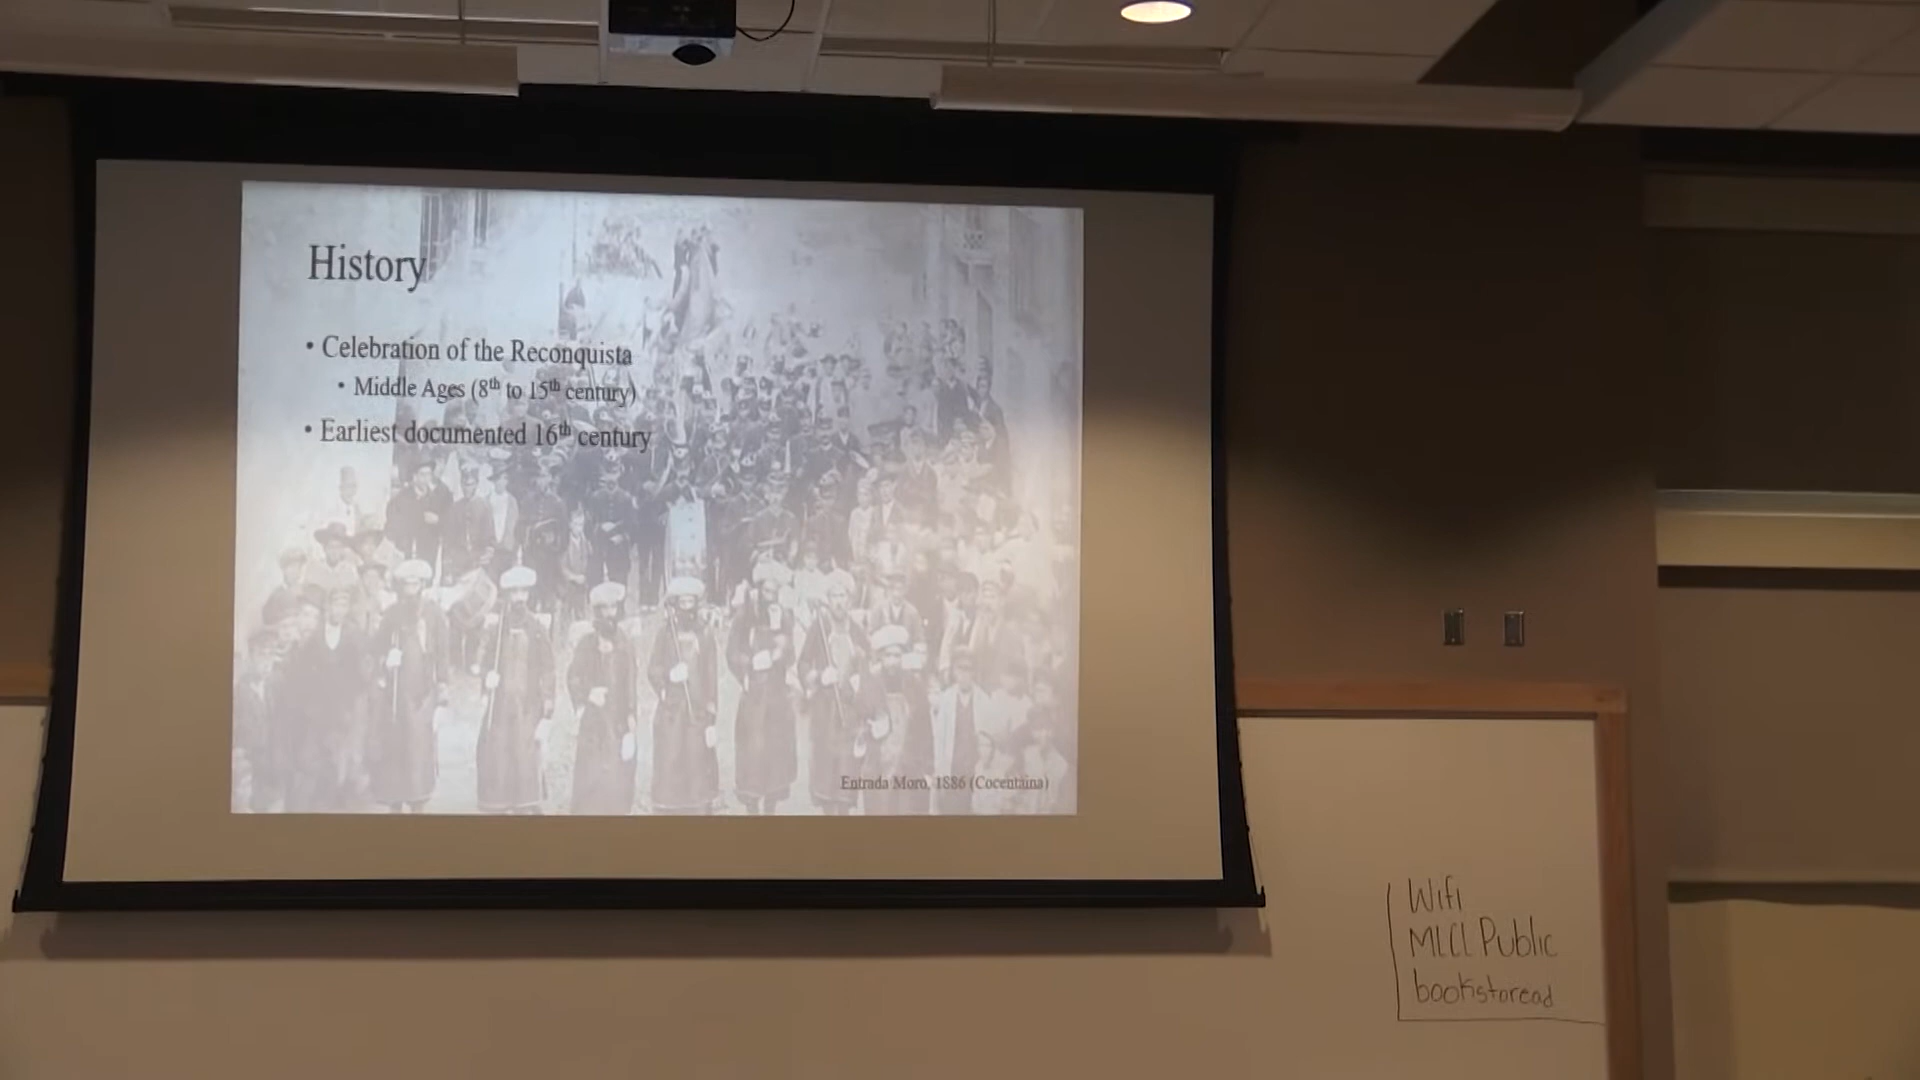 History
• Celebration of the Reconquista
• Middle Ages (8th to 15th century)
• Earliest documented 16th century
Entrada Moro, 1886 (Cocentaina)
Wifi
MLCL Public
bookstoread